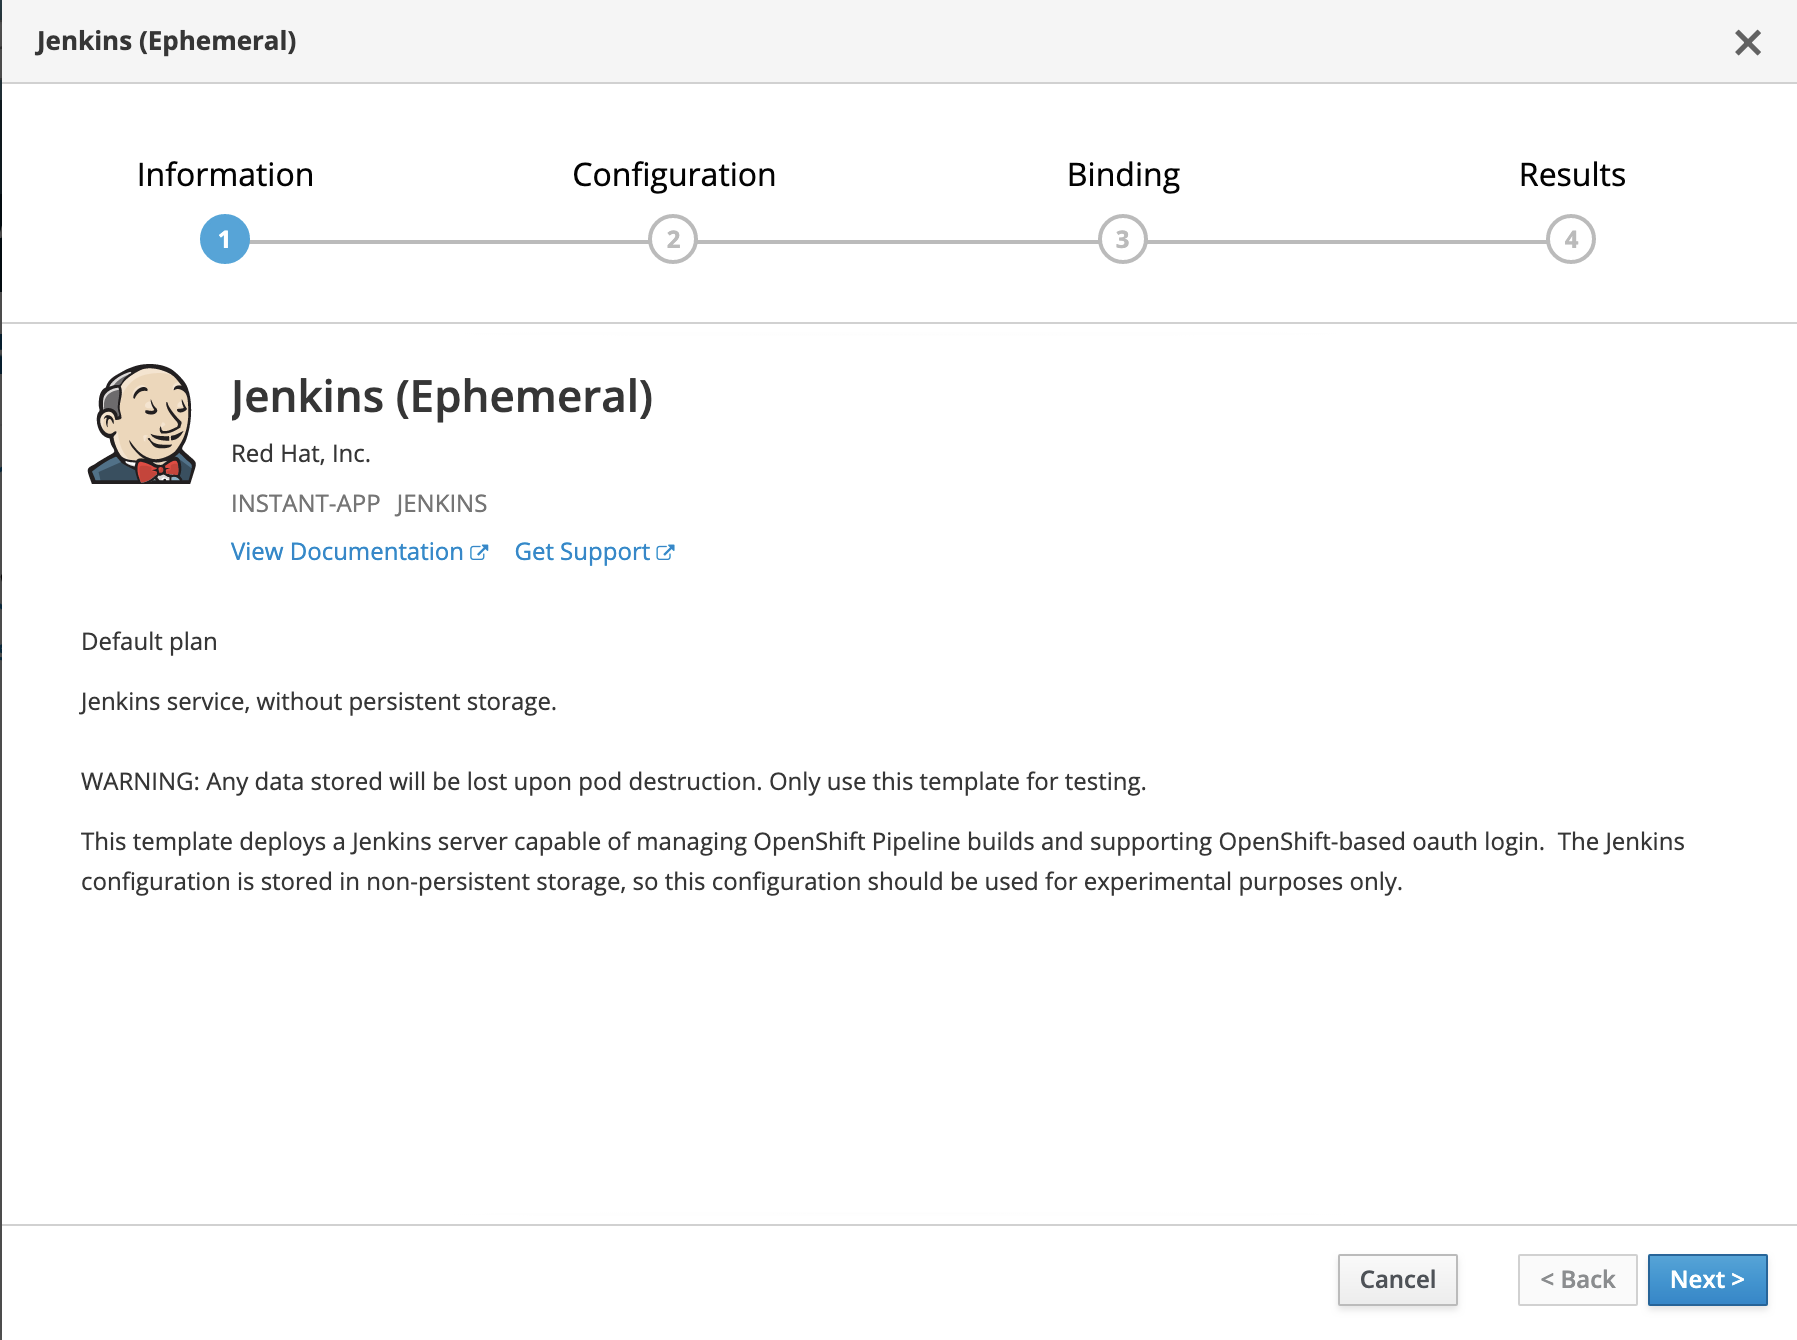 Jenkins (Ephemeral)
Information Configuration Binding Results
1 2 3 4
Jenkins (Ephemeral)
Red Hat, Inc.
INSTANT-APP JENKINS
View Documentation Get Support
Default plan
Jenkins service, without persistent storage.
WARNING: Any data stored will be lost upon pod destruction. Only use this template for testing.
This template deploys a Jenkins server capable of managing OpenShift Pipeline builds and supporting OpenShift-based oauth login. The Jenkins
configuration is stored in non-persistent storage, so this configuration should be used for experimental purposes only.
Cancel < Back Next >